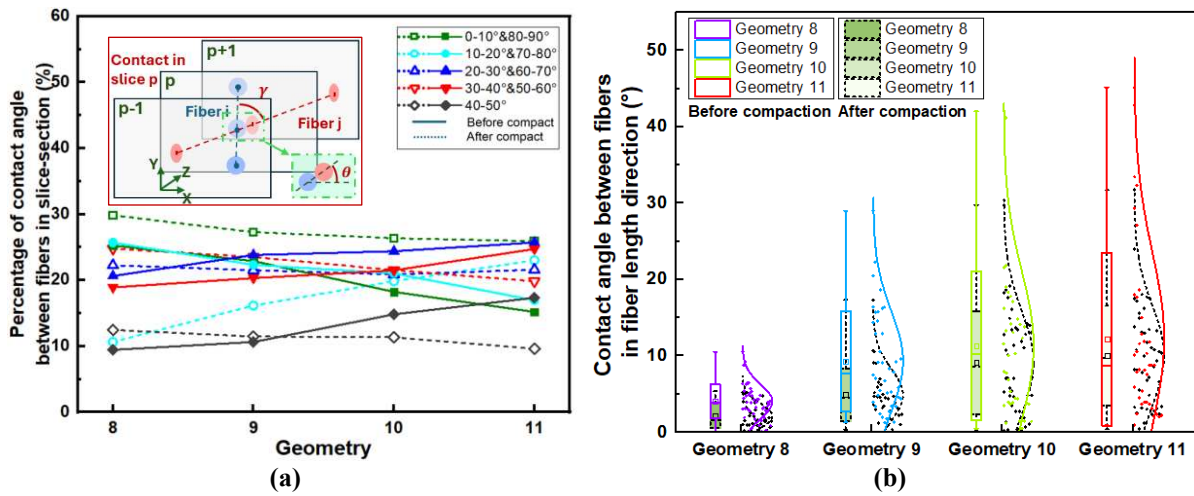 Percentage of contact angle
between fibers in slice-section (%)
60
50
40
30
20
10
0
Contact in
slice p
p+1
p
p-1
Fiber i
Fiber j
γ
θ
Y
Z
X
0-10°&80-90°
10-20°&70-80°
20-30°&60-70°
30-40°&50-60°
40-50°
Before compact
After compact
8
9
10
11
Geometry
(a)
Contact angle between fibers
in fiber length direction (°)
50
40
30
20
10
0
Geometry 8
Geometry 9
Geometry 10
Geometry 11
Before compaction
Geometry 8
Geometry 9
Geometry 10
Geometry 11
After compaction
Geometry 8
Geometry 9
Geometry 10
Geometry 11
(b)